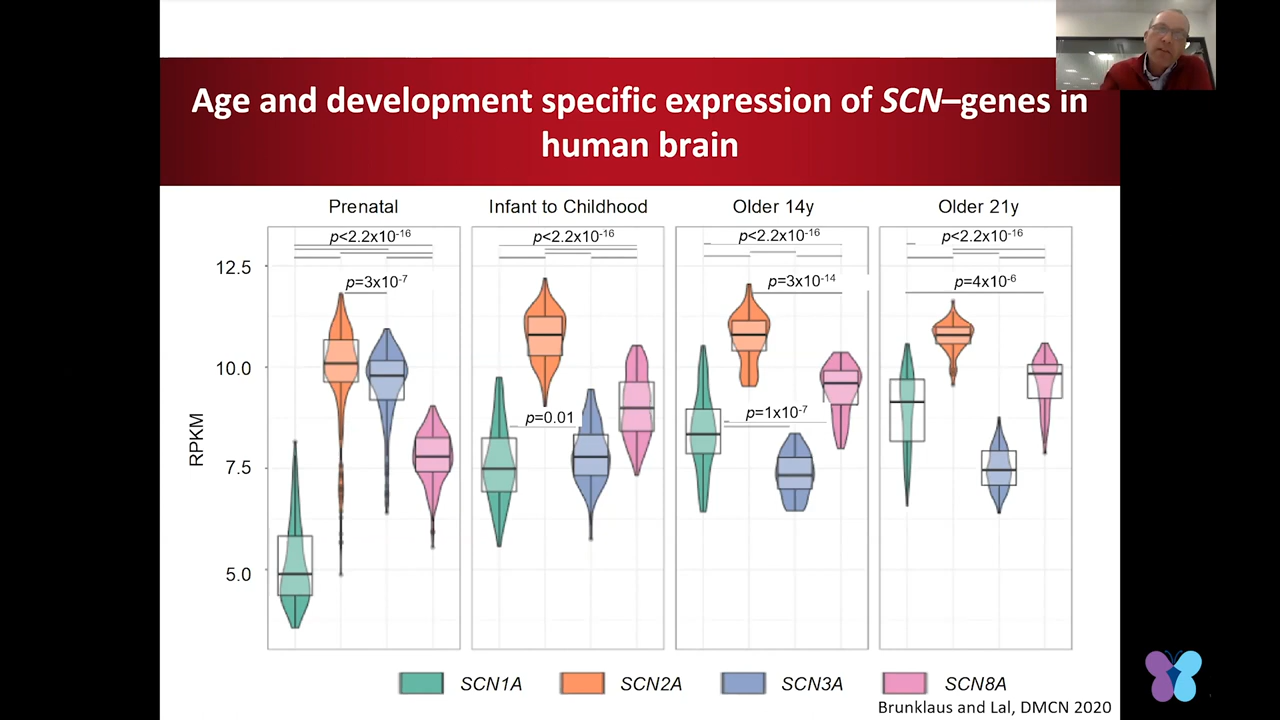 Age and development specific expression of SCN–genes in
human brain
Prenatal
Infant to Childhood
Older 14y
Older 21y
p<2.2x10-16
p<2.2x10-16
p<2.2x10-16
p<2.2x10-16
12.5
p=3x10-7
p=3x10-14
p=4x10-6
10.0
p=0.01
p=1x10-7
RPKM
7.5
5.0
SCN1A
SCN2A
SCN3A
SCN8A
Brunklaus and Lal, DMCN 2020